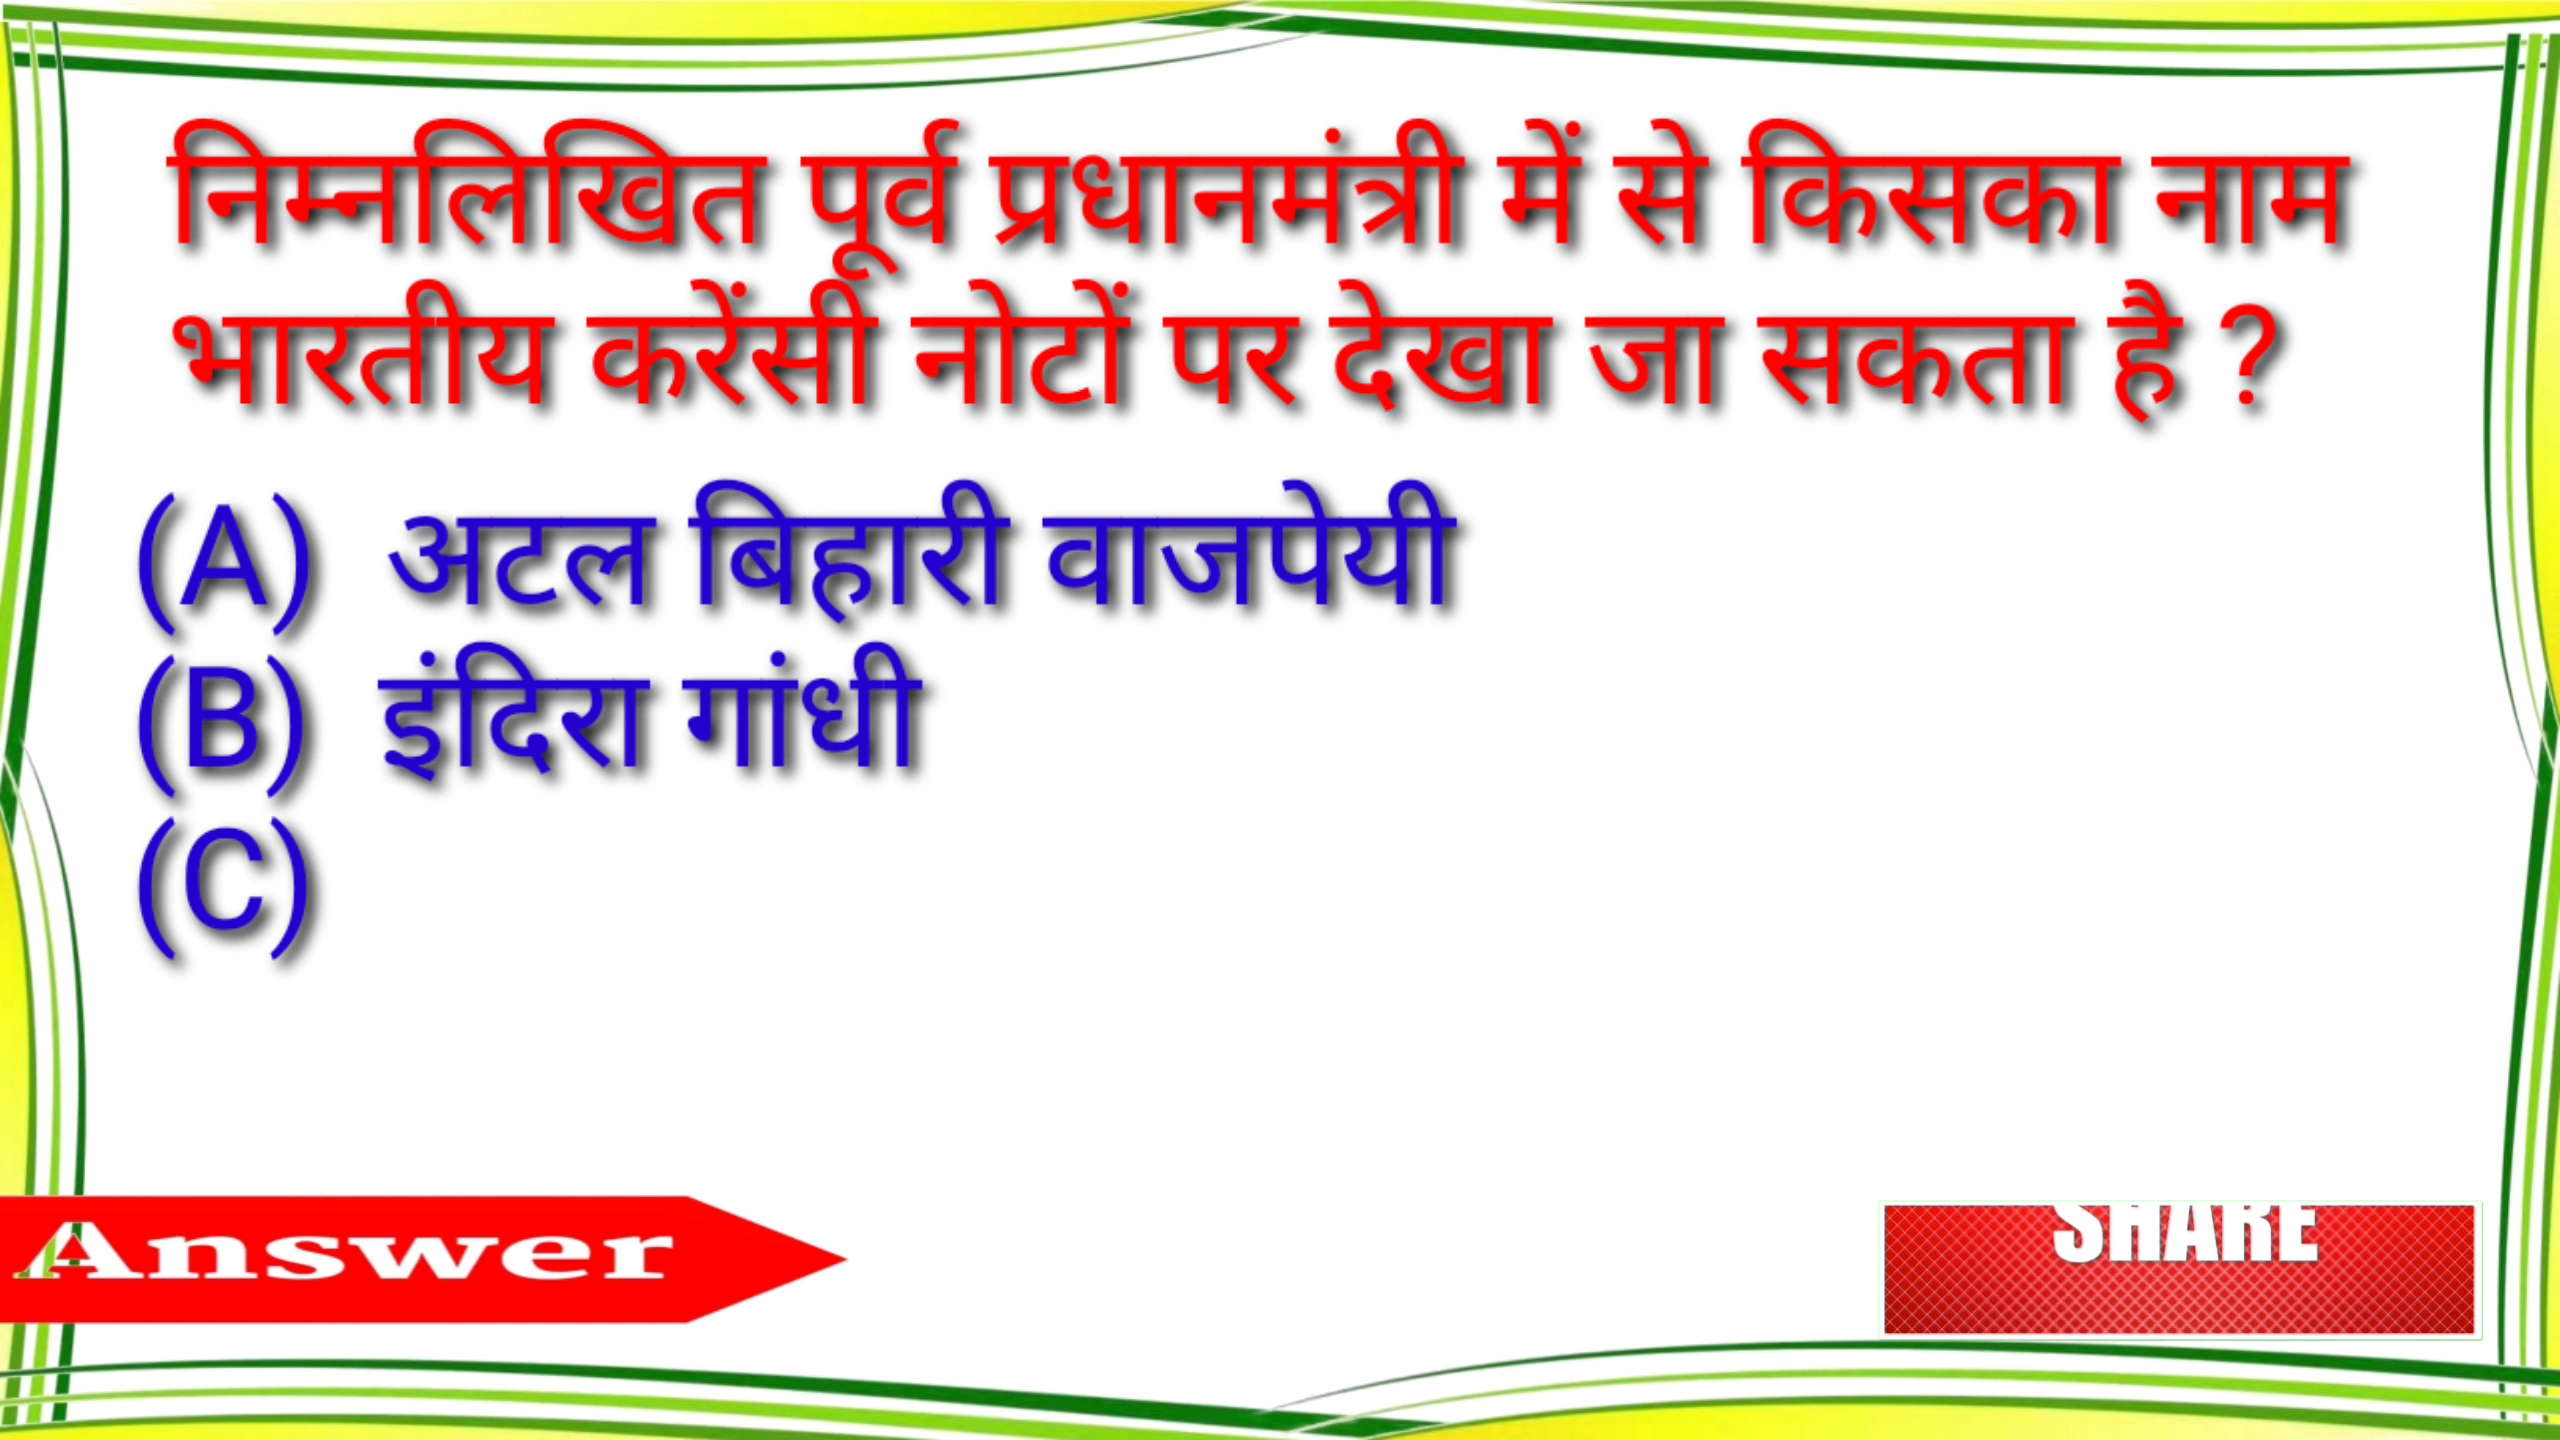 निम्नलिखित पूर्व प्रधानमंत्री में से किसका नाम
भारतीय करेंसी नोटों पर देखा जा सकता है ?
(A) अटल बिहारी वाजपेयी
(B) इंदिरा गांधी
(C)
Answer
SHARE